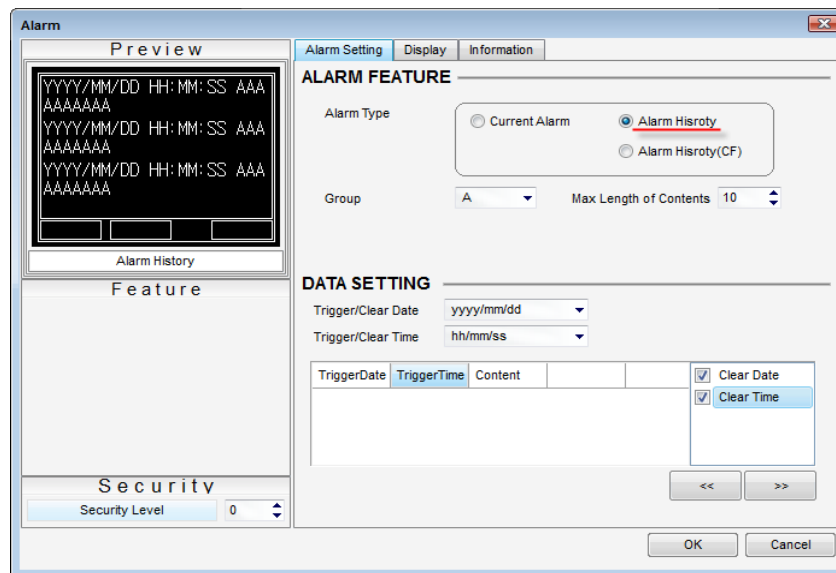 Alarm
Preview
YYYY/MM/DD HH:MM:SS AAA
AAAAAAA
YYYY/MM/DD HH:MM:SS AAA
AAAAAAA
YYYY/MM/DD HH:MM:SS AAA
AAAAAAA
Alarm History
Feature
Security
Security Level 0
Alarm Setting Display Information
ALARM FEATURE
Alarm Type Current Alarm Alarm Hisroty
Alarm Hisroty(CF)
Group A Max Length of Contents 10
DATA SETTING
Trigger/Clear Date yyyy/mm/dd
Trigger/Clear Time hh/mm/ss
TriggerDate TriggerTime Content Clear Date
Clear Time
<< >>
OK Cancel